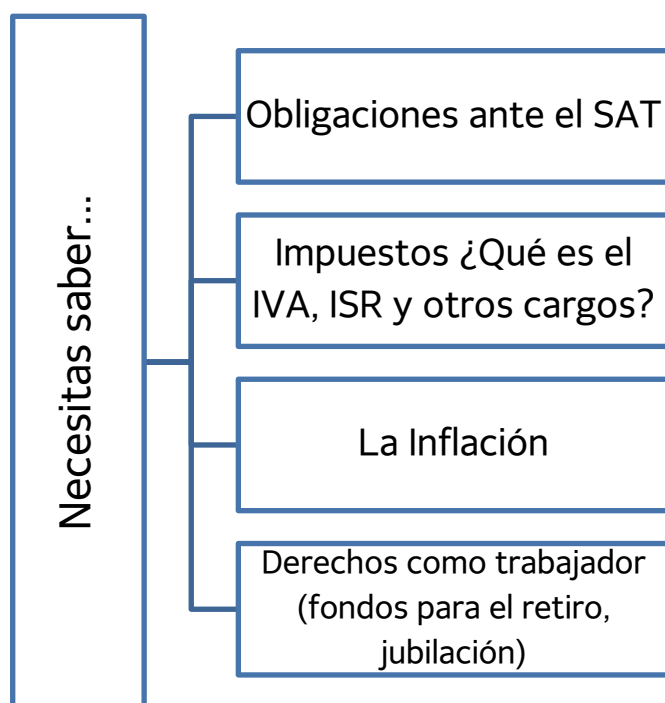 Necesitas saber...
Obligaciones ante el SAT
Impuestos ¿Qué es el
IVA, ISR y otros cargos?
La Inflación
Derechos como trabajador
(fondos para el retiro,
jubilación)